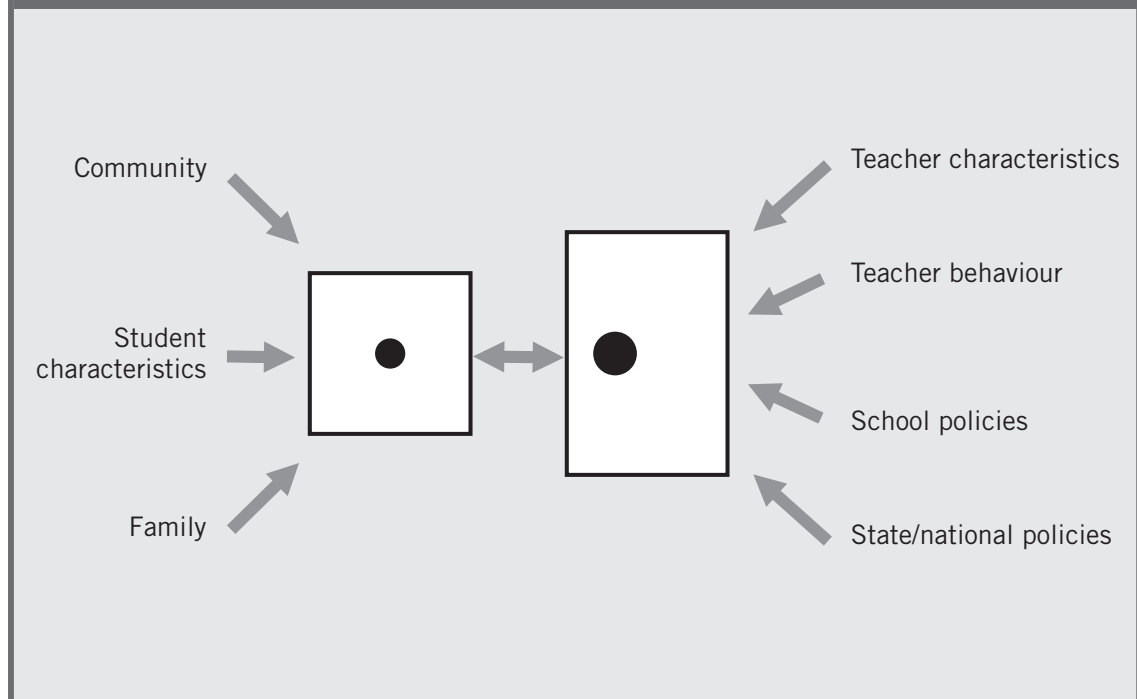 Community
Student
characteristics
Family
Teacher characteristics
Teacher behaviour
School policies
State/national policies